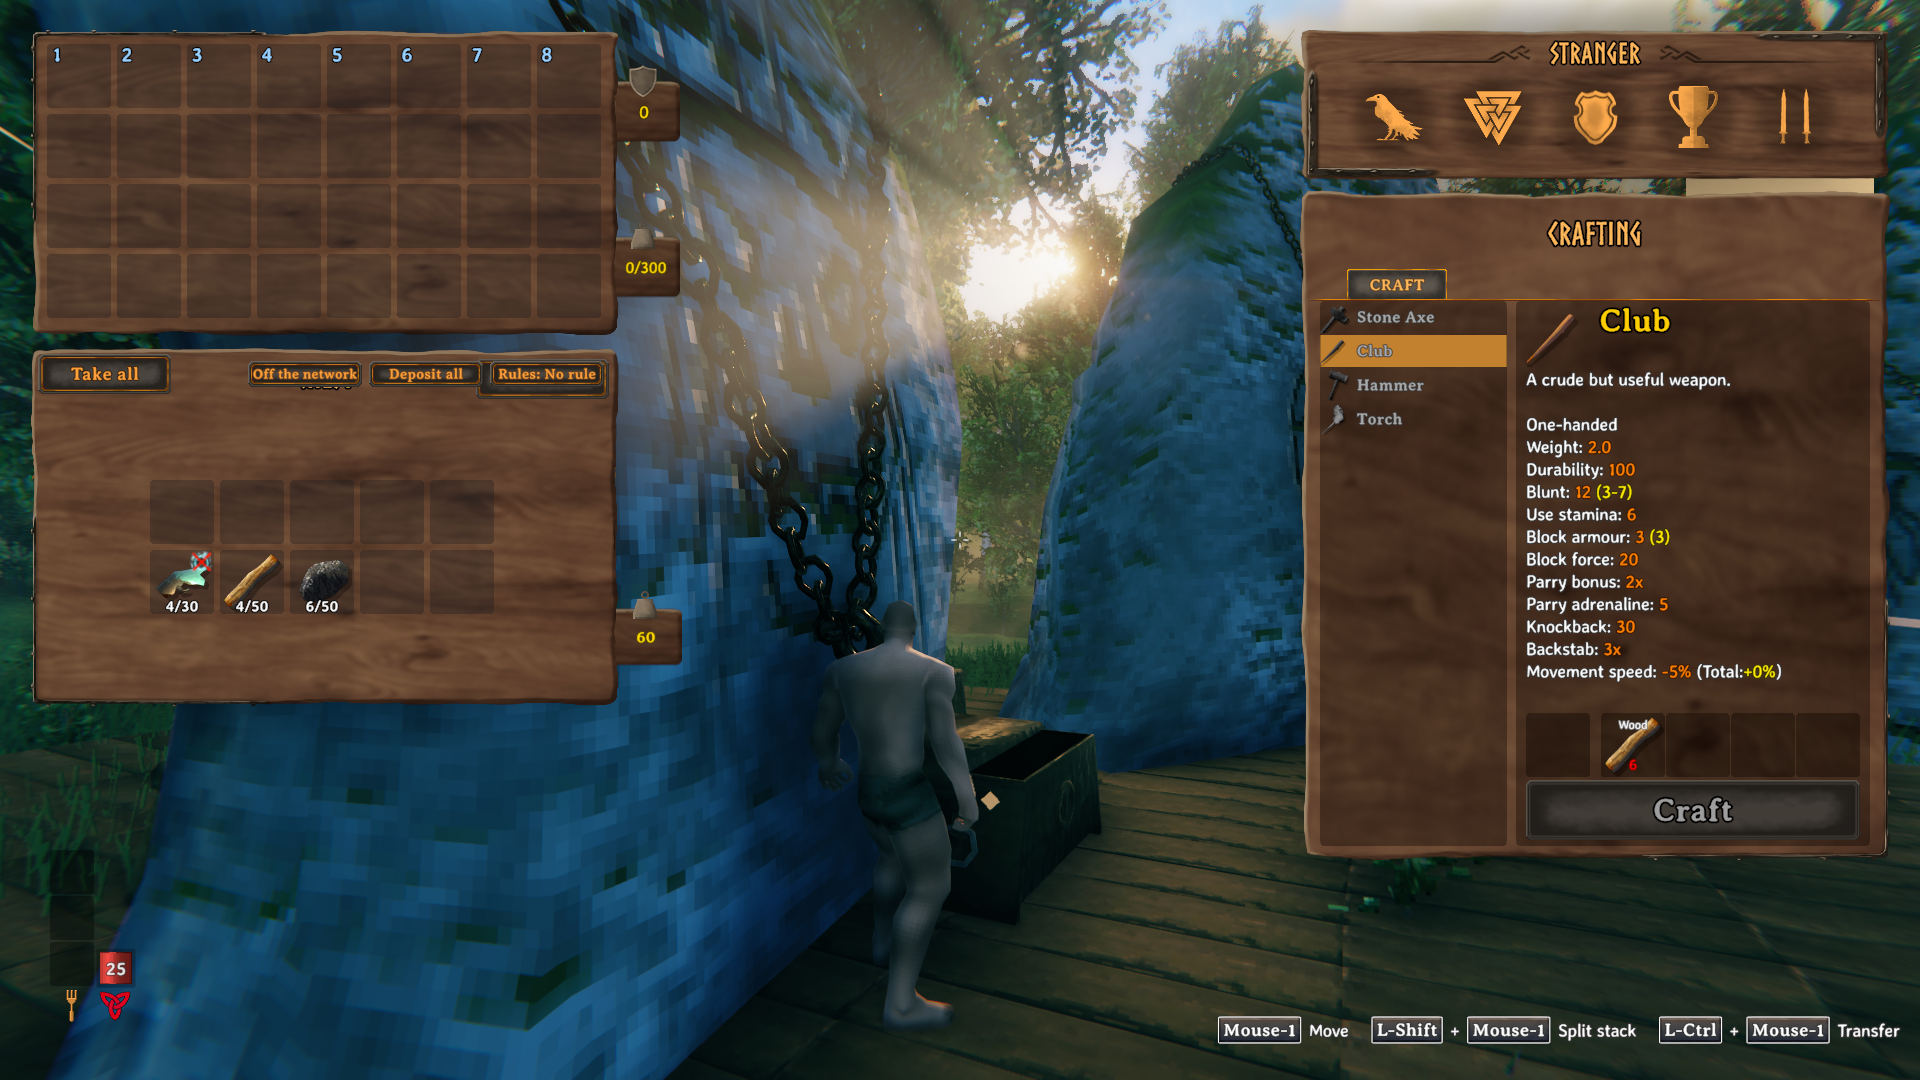 1 2 3 4 5 6 7 8
0
0/300
Take all
Off the network
Deposit all
Rules: No rule
4/30
4/50
6/50
60
25
STRANGER
CRAFTING
CRAFT
Stone Axe
Club
Hammer
Torch
Club
A crude but useful weapon.
One-handed
Weight: 2.0
Durability: 100
Blunt: 12 (3-7)
Use stamina: 6
Block armour: 3 (3)
Block force: 20
Parry bonus: 2x
Parry adrenaline: 5
Knockback: 30
Backstab: 3x
Movement speed: -5% (Total:+0%)
Wood
6
Craft
Mouse-1 Move L-Shift + Mouse-1 Split stack L-Ctrl + Mouse-1 Transfer